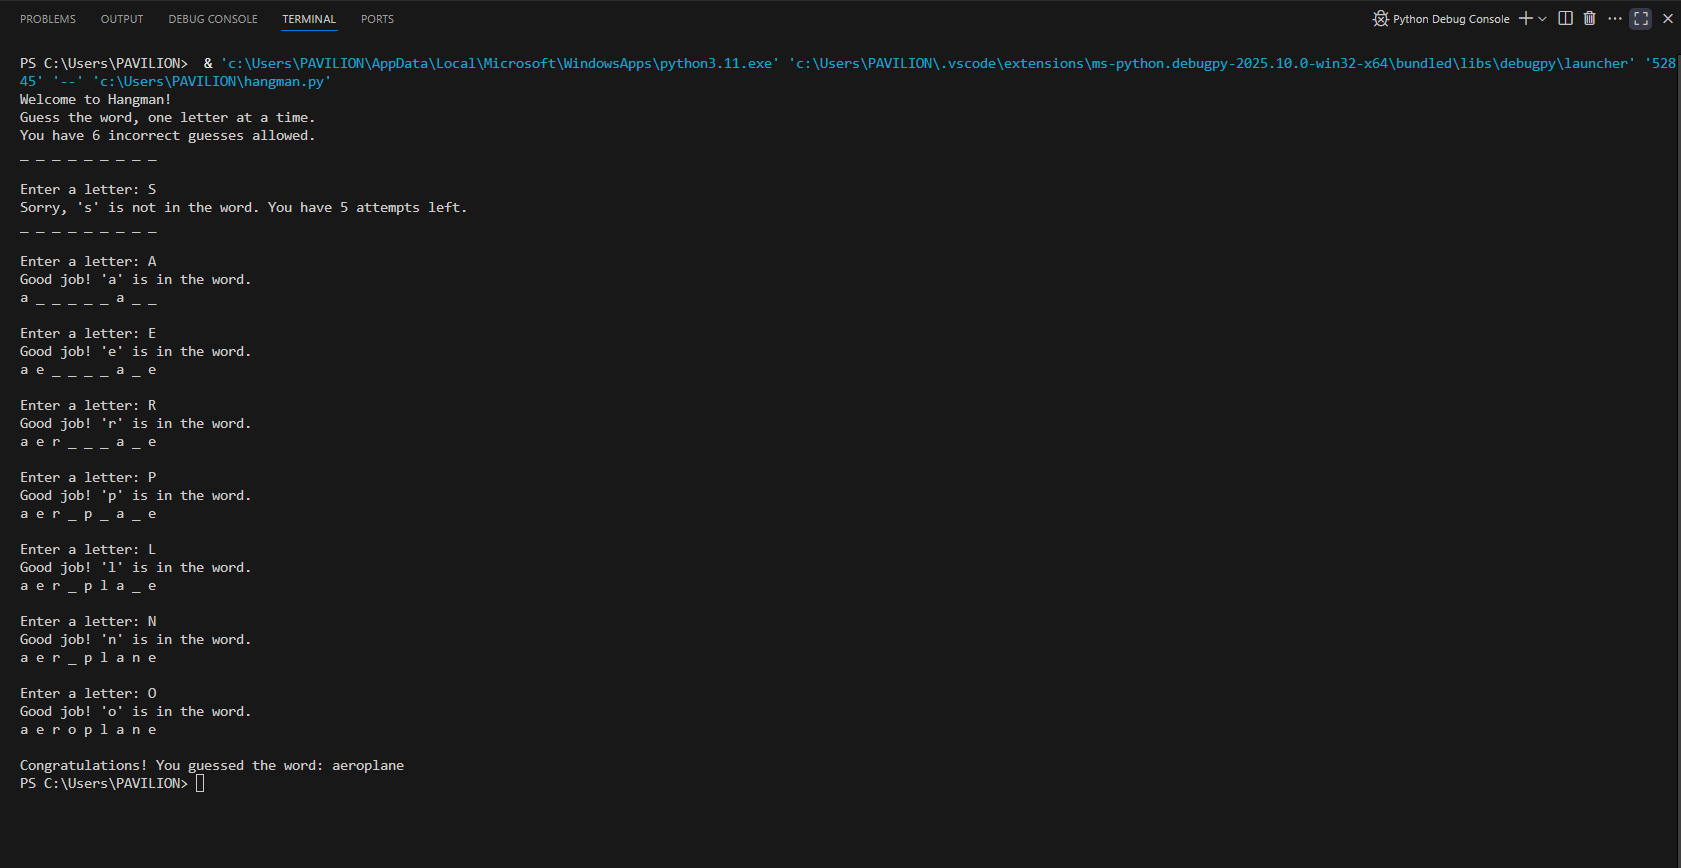 PROBLEMS OUTPUT DEBUG CONSOLE TERMINAL PORTS Python Debug Console
PS C:\Users\PAVILION>  & 'c:\Users\PAVILION\AppData\Local\Microsoft\WindowsApps\python3.11.exe' 'c:\Users\PAVILION\.vscode\extensions\ms-python.debugpy-2025.10.0-win32-x64\bundled\libs\debugpy\launcher' '528
45' '--' 'c:\Users\PAVILION\hangman.py'
Welcome to Hangman!
Guess the word, one letter at a time.
You have 6 incorrect guesses allowed.
_ _ _ _ _ _ _ _ _
Enter a letter: S
Sorry, 's' is not in the word. You have 5 attempts left.
_ _ _ _ _ _ _ _ _
Enter a letter: A
Good job! 'a' is in the word.
a _ _ _ _ _ a _ _
Enter a letter: E
Good job! 'e' is in the word.
a e _ _ _ _ a _ e
Enter a letter: R
Good job! 'r' is in the word.
a e r _ _ _ a _ e
Enter a letter: P
Good job! 'p' is in the word.
a e r _ p _ a _ e
Enter a letter: L
Good job! 'l' is in the word.
a e r _ p l a _ e
Enter a letter: N
Good job! 'n' is in the word.
a e r _ p l a n e
Enter a letter: O
Good job! 'o' is in the word.
a e r o p l a n e
Congratulations! You guessed the word: aeroplane
PS C:\Users\PAVILION>